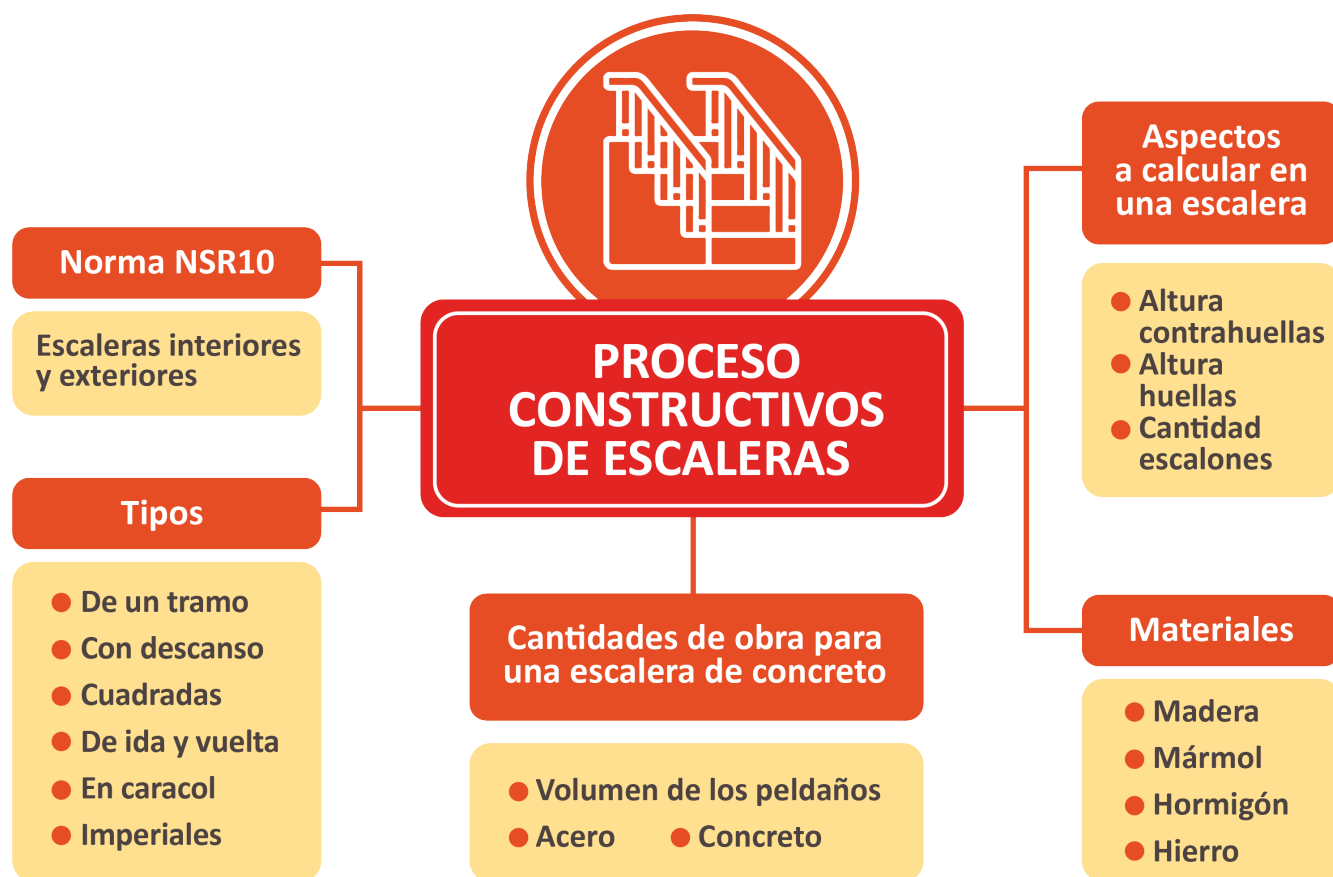 PROCESO
CONSTRUCTIVOS
DE ESCALERAS
Norma NSR10
Escaleras interiores
y exteriores
Tipos
De un tramo
Con descanso
Cuadradas
De ida y vuelta
En caracol
Imperiales
Cantidades de obra para
una escalera de concreto
Volumen de los peldaños
Acero
Concreto
Aspectos
a calcular en
una escalera
Altura
contrahuellas
Altura
huellas
Cantidad
escalones
Materiales
Madera
Mármol
Hormigón
Hierro